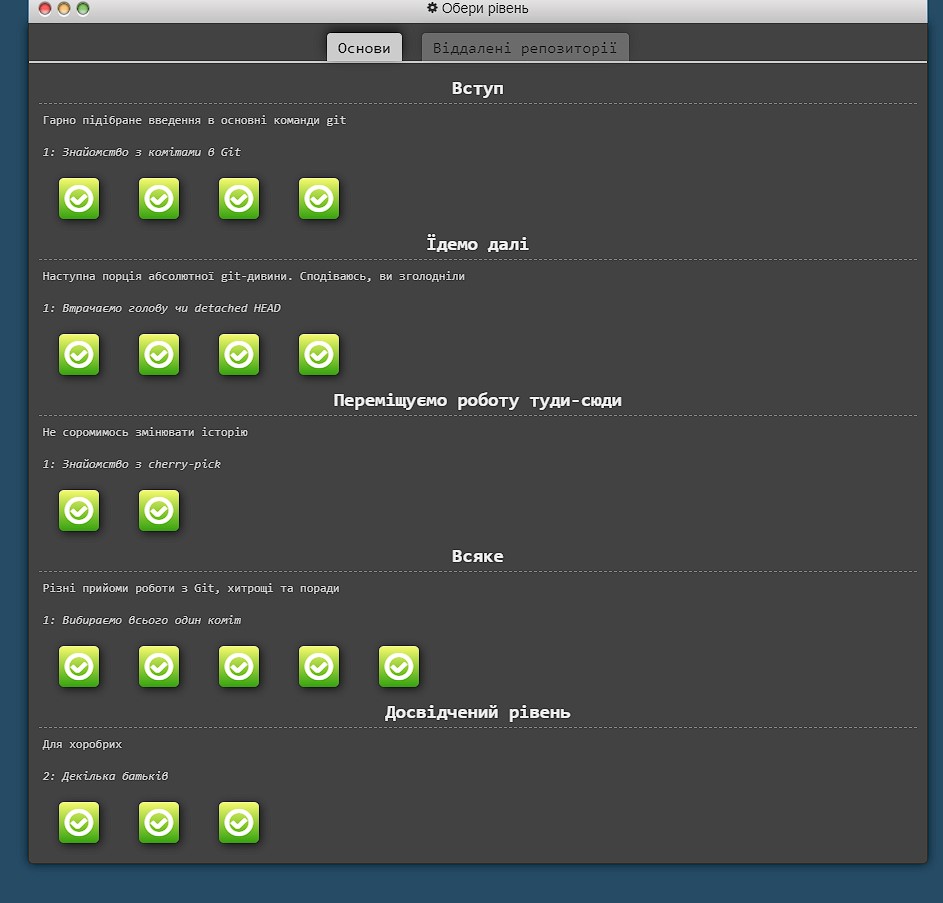 Обери рівень
Основи
Віддалені репозиторії
Вступ
Гарно підібране введення в основні команди git
1: Знайомство з комітами в Git
Їдемо далі
Наступна порція абсолютної git-дивини. Сподіваюсь, ви зголодніли
1: Втрачаємо голову чи detached HEAD
Переміщуємо роботу туди-сюди
Не соромимось змінювати історію
1: Знайомство з cherry-pick
Всяке
Різні прийоми роботи з Git, хитрощі та поради
1: Вибираємо всього один коміт
Досвідчений рівень
Для хоробрих
2: Декілька батьків